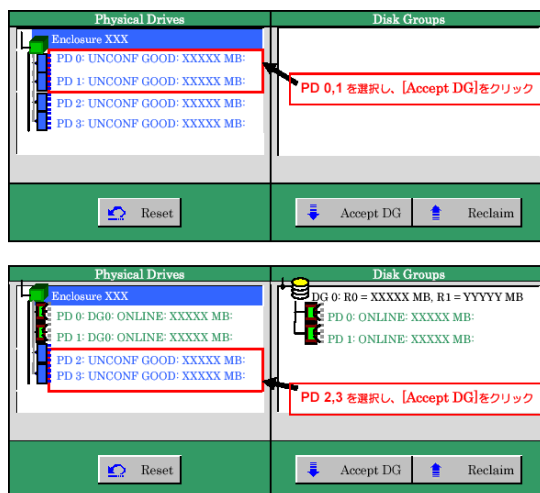 Physical Drives
Disk Groups
Enclosure XXX
PD 0: UNCONF GOOD: XXXXX MB:
PD 1: UNCONF GOOD: XXXXX MB:
PD 2: UNCONF GOOD: XXXXX MB:
PD 3: UNCONF GOOD: XXXXX MB:
PD 0,1 を選択し、[Accept DG]をクリック
Reset
Accept DG
Reclaim
Physical Drives
Disk Groups
Enclosure XXX
PD 0: DG0: ONLINE: XXXXX MB:
PD 1: DG0: ONLINE: XXXXX MB:
PD 2: UNCONF GOOD: XXXXX MB:
PD 3: UNCONF GOOD: XXXXX MB:
DG 0: R0 = XXXXX MB, R1 = YYYYY MB
PD 0: ONLINE: XXXXX MB:
PD 1: ONLINE: XXXXX MB:
PD 2,3 を選択し、[Accept DG]をクリック
Reset
Accept DG
Reclaim